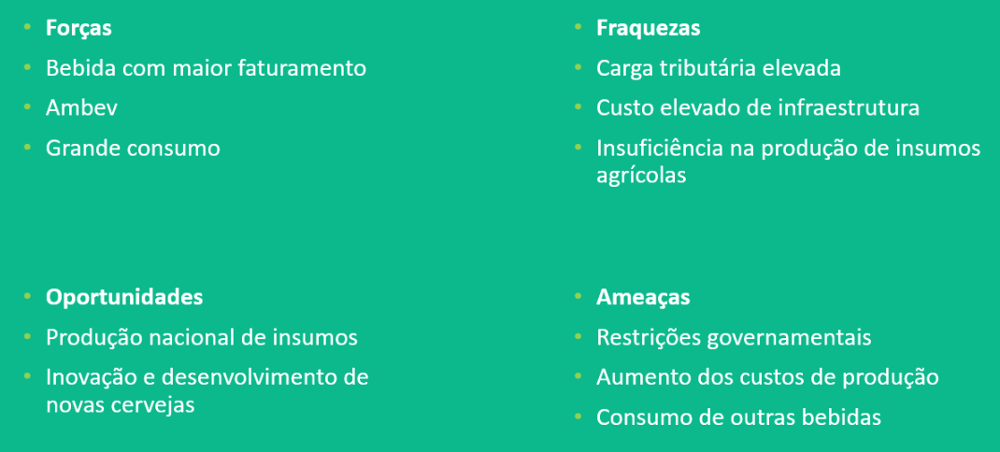 Forças
Bebida com maior faturamento
Ambev
Grande consumo
Fraquezas
Carga tributária elevada
Custo elevado de infraestrutura
Insuficiência na produção de insumos
agrícolas
Oportunidades
Produção nacional de insumos
Inovação e desenvolvimento de
novas cervejas
Ameaças
Restrições governamentais
Aumento dos custos de produção
Consumo de outras bebidas